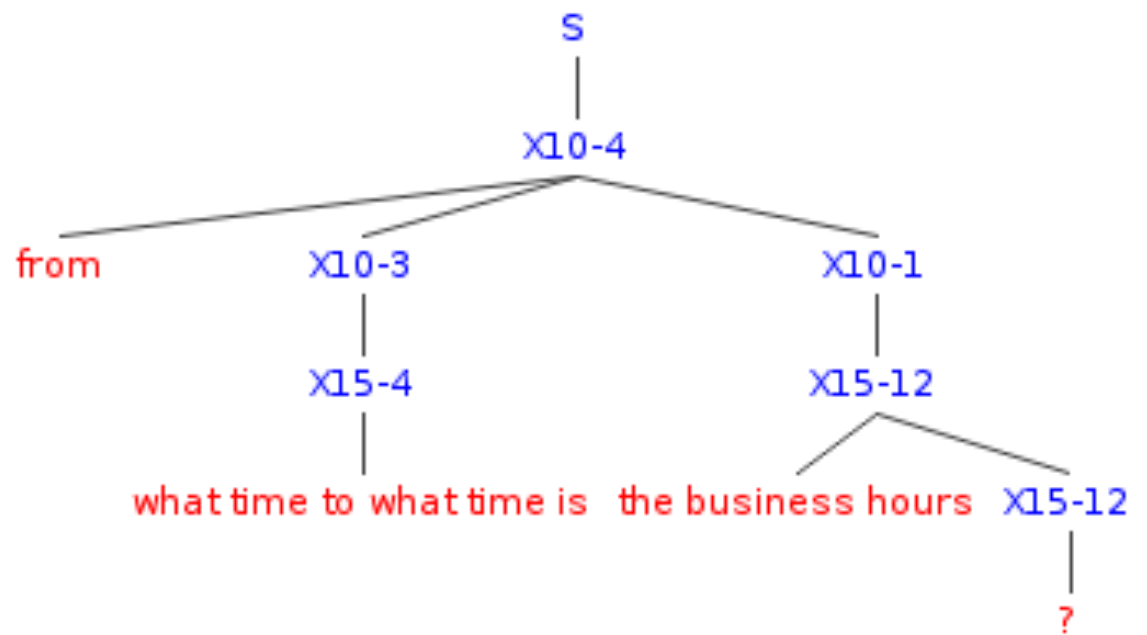 S
X10-4
from X10-3 X10-1
X15-4 X15-12
what time to what time is the business hours X15-12
?